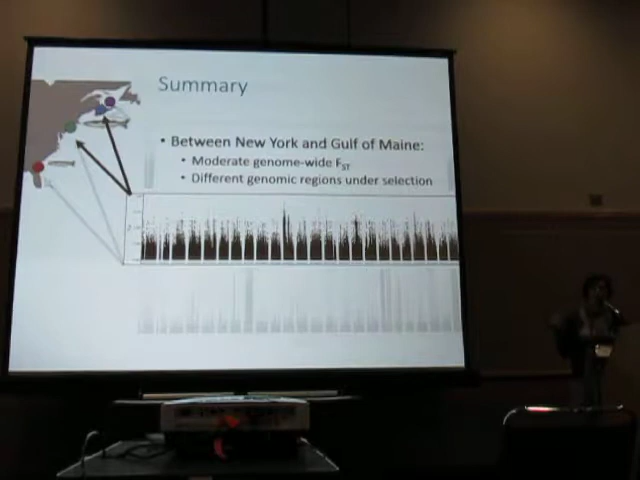 Summary
• Between New York and Gulf of Maine:
• Moderate genome-wide FST
• Different genomic regions under selection